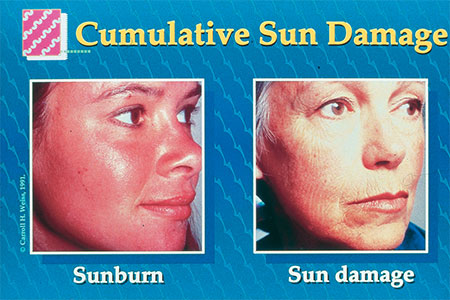 Cumulative Sun Damage
© Carroll H. Weiss, 1991.
Sunburn
Sun damage